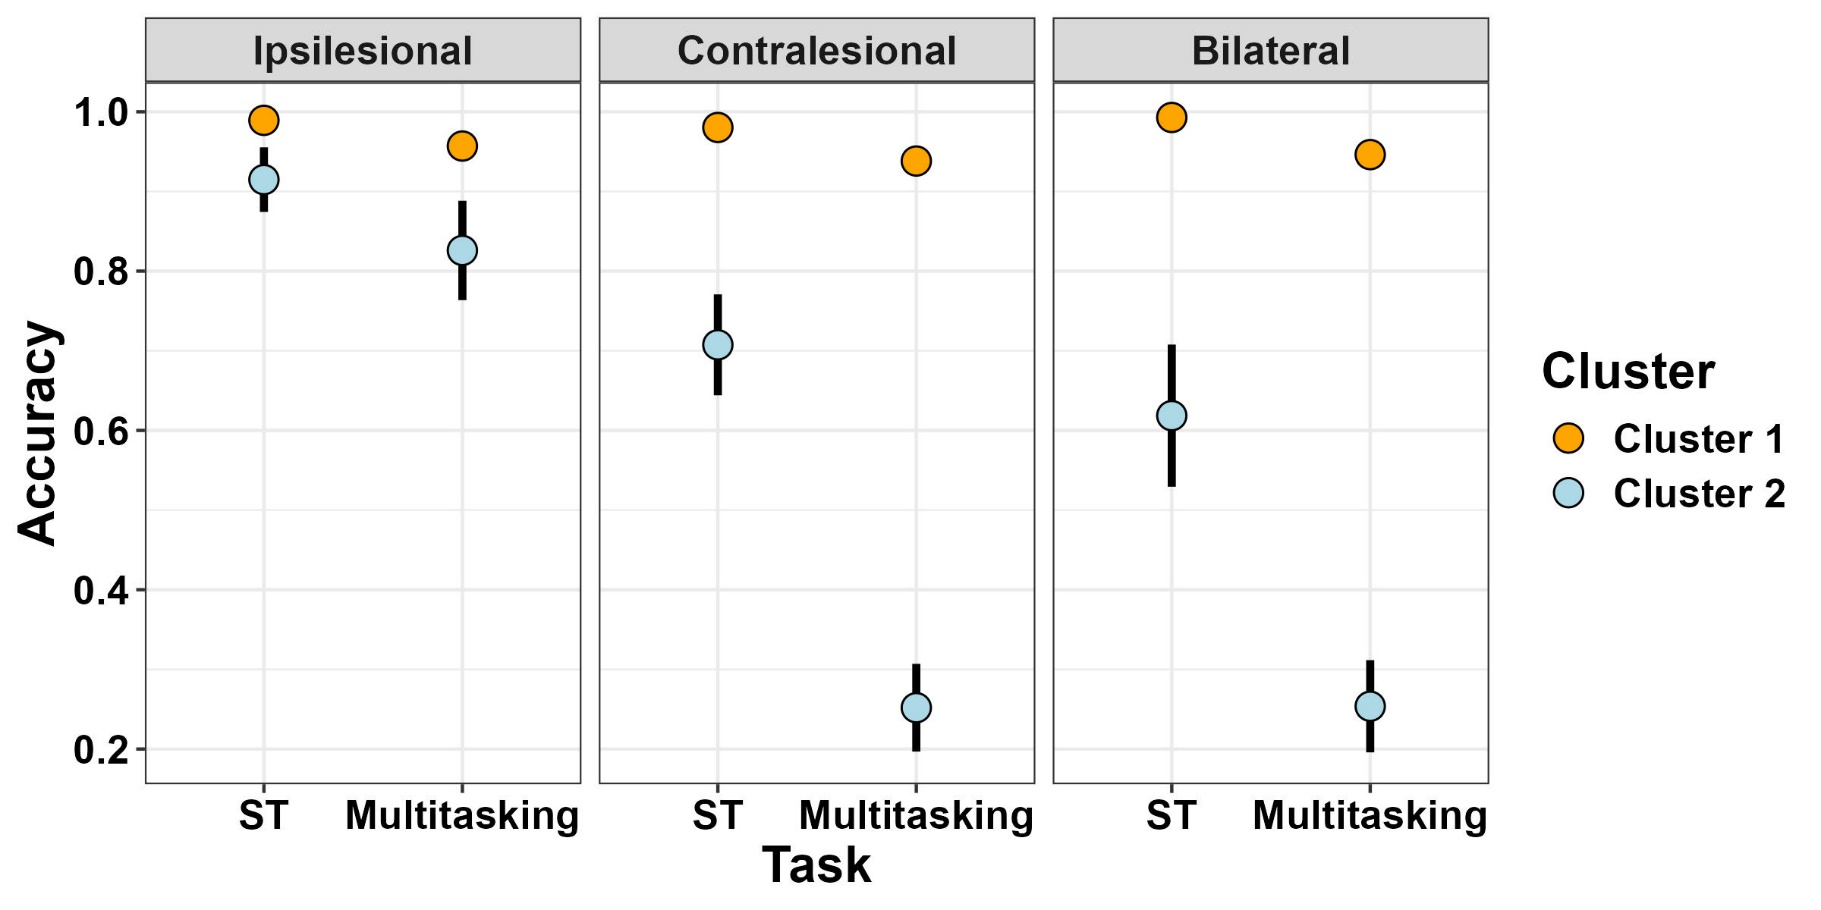 Ipsilesional Contralesional Bilateral
1.0
0.8
0.6
0.4
0.2
Accuracy
ST Multitasking ST Multitasking ST Multitasking
Task
Cluster
Cluster 1
Cluster 2